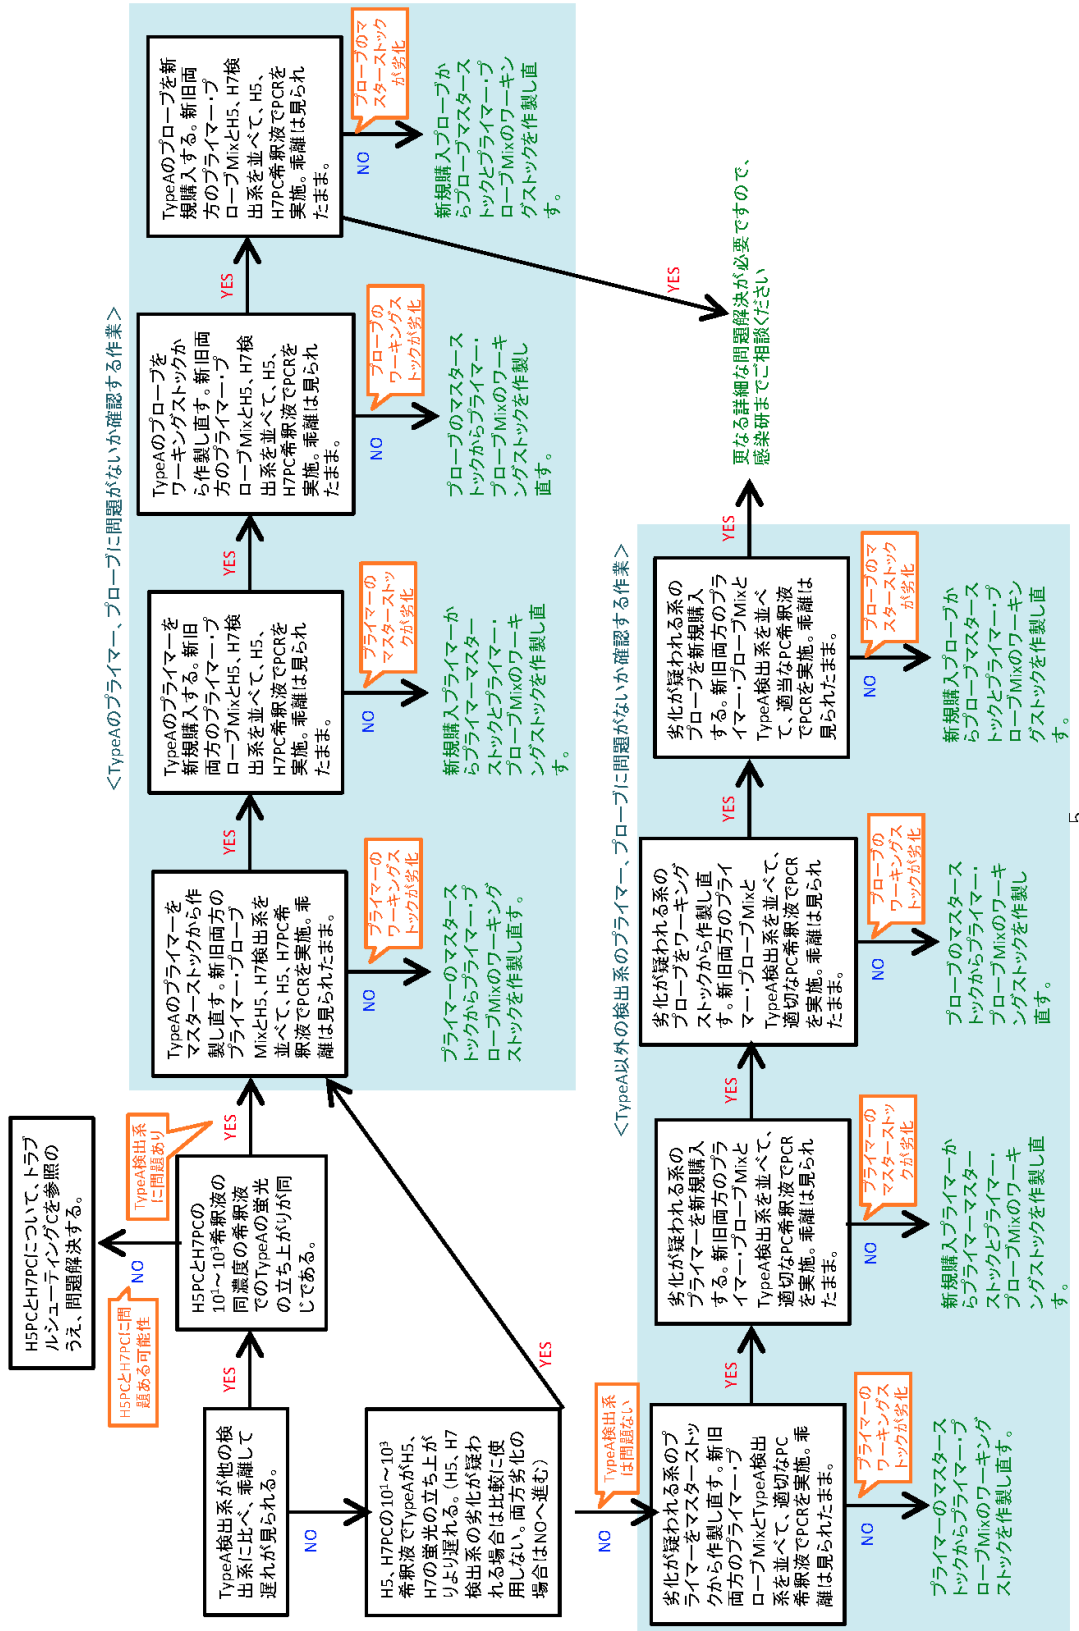 H5PCとH7PCについて、トラブ
ルシューティングCを参照の
うえ、問題解決する。
NO
H5PCとH7PCに問
題ある可能性
TypeA検出系
に問題あり
TypeA検出系が他の検
出系に比べ、乖離して
遅れが見られる。
YES
H5PCとH7PCの
10¹～10³希釈液の
同濃度の希釈液
でのTypeAの蛍光
の立ち上がりが同
じである。
YES
NO
H5、H7PCの10¹～10³
希釈液でTypeAがH5、
H7の蛍光の立ち上が
りより遅れる。（H5、H7
検出系の劣化が疑わ
れる場合は比較に使
用しない。両方劣化の
場合はNOへ進む）
YES
NO
TypeA検出系
は問題ない
<TypeAのプライマー、プローブに問題がないか確認する作業>
TypeAのプライマーを
マスターストックから作
製し直す。新旧両方の
プライマー・プローブ
MixとH5、H7検出系を
並べて、H5、H7PC希
釈液でPCRを実施。乖
離は見られたまま。
YES
NO
プライマーの
ワーキングス
トックが劣化
プライマーのマスタース
トックからプライマー・プ
ローブMixのワーキング
ストックを作製し直す。
TypeAのプライマーを
新規購入する。新旧
両方のプライマー・プ
ローブMixとH5、H7検
出系を並べて、H5、
H7PC希釈液でPCRを
実施。乖離は見られ
たまま。
YES
NO
プライマーの
マスターストッ
クが劣化
新規購入プライマーか
らプライマーマスター
ストックとプライマー・
プローブMixのワーキ
ングストックを作製し直
す。
TypeAのプローブを
ワーキングストックか
ら作製し直す。新旧両
方のプライマー・プ
ローブMixとH5、H7検
出系を並べて、H5、
H7PC希釈液でPCRを
実施。乖離は見られ
たまま。
YES
NO
プローブの
ワーキングス
トックが劣化
プローブのマスタース
トックからプライマー・
プローブMixのワーキ
ングストックを作製し
直す。
TypeAのプローブを新
規購入する。新旧両
方のプライマー・プ
ローブMixとH5、H7検
出系を並べて、H5、
H7PC希釈液でPCRを
実施。乖離は見られ
たまま。
NO
プローブのマ
スターストック
が劣化
新規購入プローブか
らプローブマスタース
トックとプライマー・プ
ローブMixのワーキン
グストックを作製し直
す。
YES
更なる詳細な問題解決が必要ですので、
感染研までご相談ください
<TypeA以外の検出系のプライマー、プローブに問題がないか確認する作業>
劣化が疑われる系のプ
ライマーをマスターストッ
クから作製し直す。新旧
両方のプライマー・プ
ローブMixとTypeA検出
系を並べて、適切なPC
希釈液でPCRを実施。乖
離は見られたまま。
YES
NO
プライマーの
ワーキングス
トックが劣化
プライマーのマスタース
トックからプライマー・プ
ローブMixのワーキング
ストックを作製し直す。
劣化が疑われる系の
プライマーを新規購入
する。新旧両方のプラ
イマー・プローブMixと
TypeA検出系を並べて、
適切なPC希釈液でPCR
を実施。乖離は見られ
たまま。
YES
NO
プライマーの
マスターストッ
クが劣化
新規購入プライマーか
らプライマーマスター
ストックとプライマー・
プローブMixのワーキ
ングストックを作製し直
す。
劣化が疑われる系の
プローブをワーキング
ストックから作製し直
す。新旧両方のプライ
マー・プローブMixと
TypeA検出系を並べて、
適切なPC希釈液でPCR
を実施。乖離は見られ
たまま。
YES
NO
プローブの
ワーキングス
トックが劣化
プローブのマスタース
トックからプライマー・
プローブMixのワーキ
ングストックを作製し
直す。
劣化が疑われる系の
プローブを新規購入
する。新旧両方のプラ
イマー・プローブMixと
TypeA検出系を並べ
て、適当なPC希釈液
でPCRを実施。乖離は
見られたまま。
YES
NO
プローブのマ
スターストック
が劣化
新規購入プローブか
らプローブマスタース
トックとプライマー・プ
ローブMixのワーキン
グストックを作製し直
す。
5